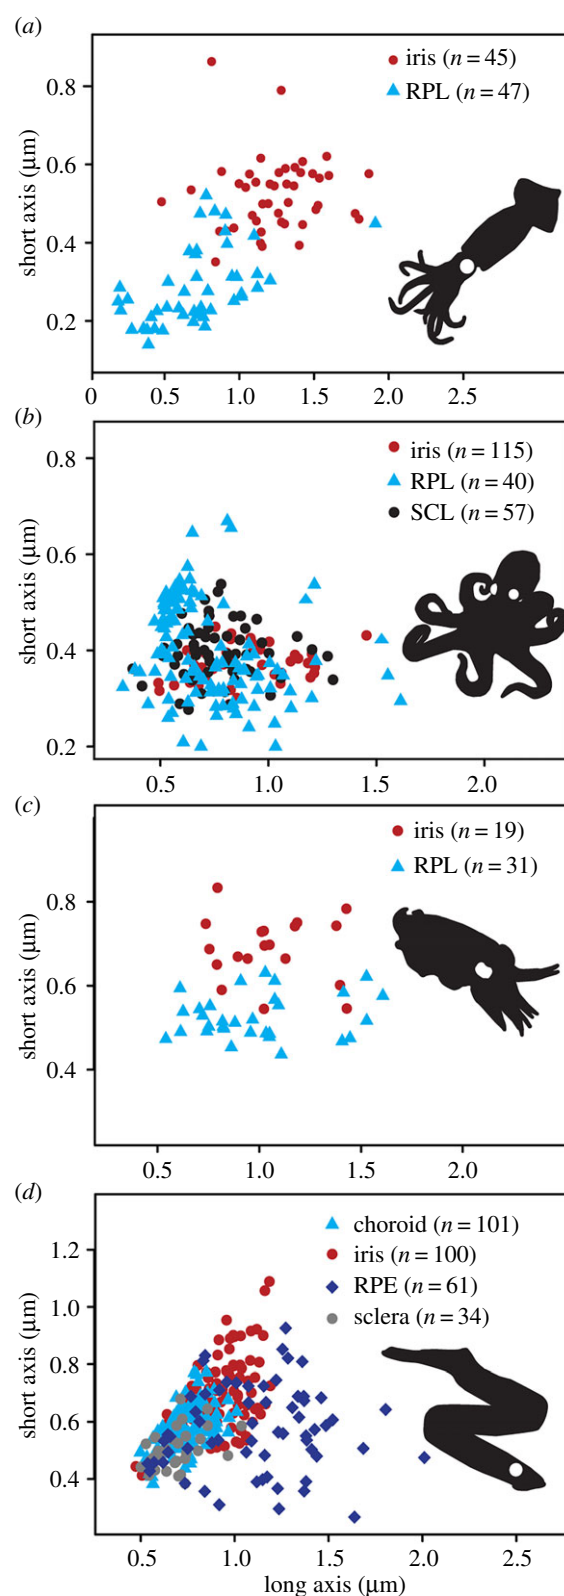 (a)
iris (n = 45)
RPL (n = 47)
short axis (µm)
0.8
0.6
0.4
0.2
0 0.5 1.0 1.5 2.0 2.5
(b)
iris (n = 115)
RPL (n = 40)
SCL (n = 57)
short axis (µm)
0.8
0.6
0.4
0.2
0.5 1.0 1.5 2.0
(c)
iris (n = 19)
RPL (n = 31)
short axis (µm)
0.8
0.6
0.4
0.5 1.0 1.5 2.0
(d)
choroid (n = 101)
iris (n = 100)
RPE (n = 61)
sclera (n = 34)
short axis (µm)
1.2
1.0
0.8
0.6
0.4
0.5 1.0 1.5 2.0 2.5
long axis (µm)